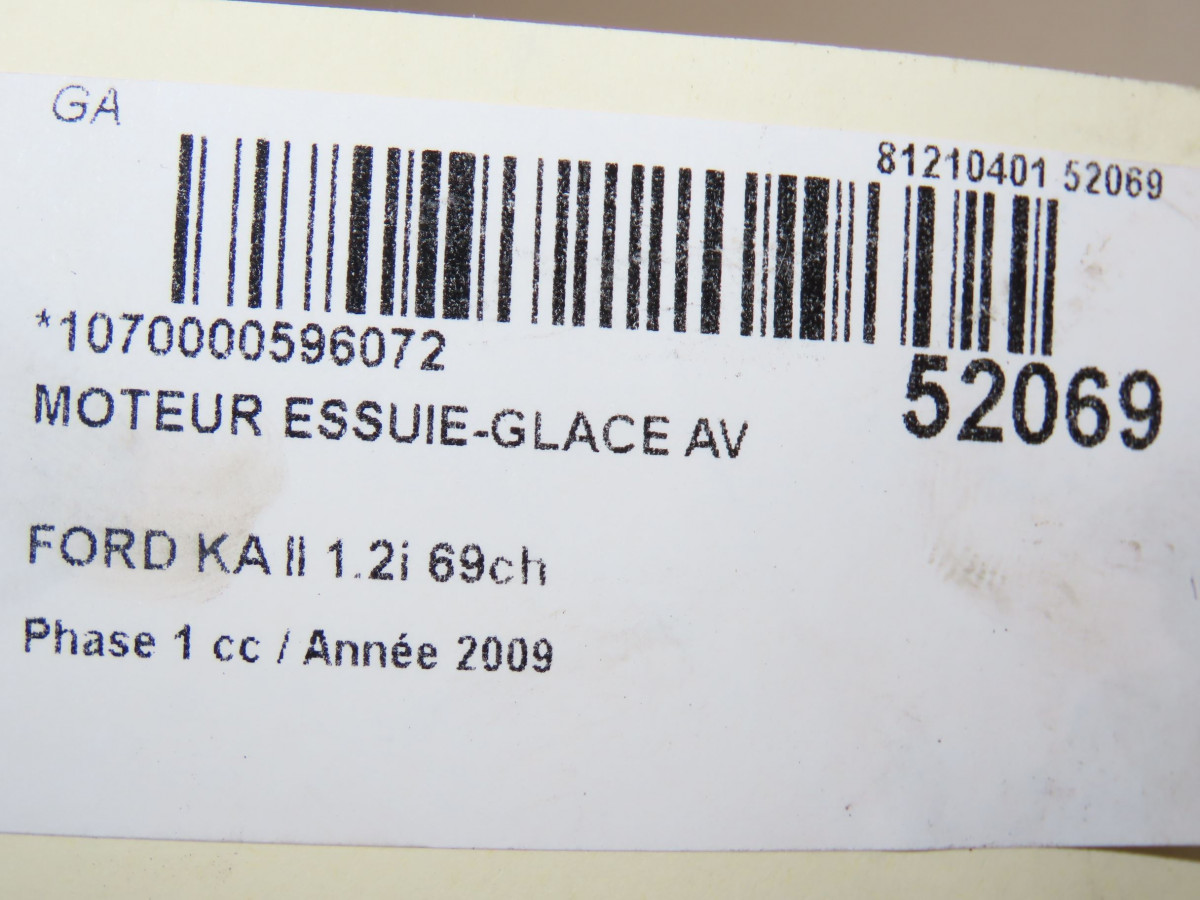 GA
81210401 52069
*1070000596072
52069
MOTEUR ESSUIE-GLACE AV
FORD KA II 1.2i 69ch
Phase 1 cc / Année 2009